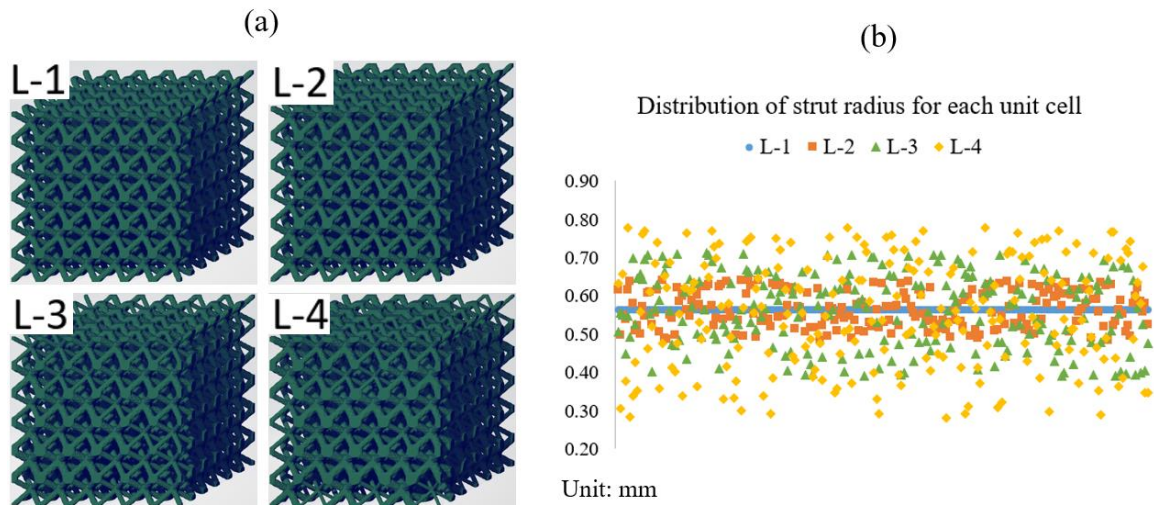 (a)
L-1
L-2
L-3
L-4
(b)
Distribution of strut radius for each unit cell
L-1 L-2 L-3 L-4
0.90
0.80
0.70
0.60
0.50
0.40
0.30
0.20
Unit: mm